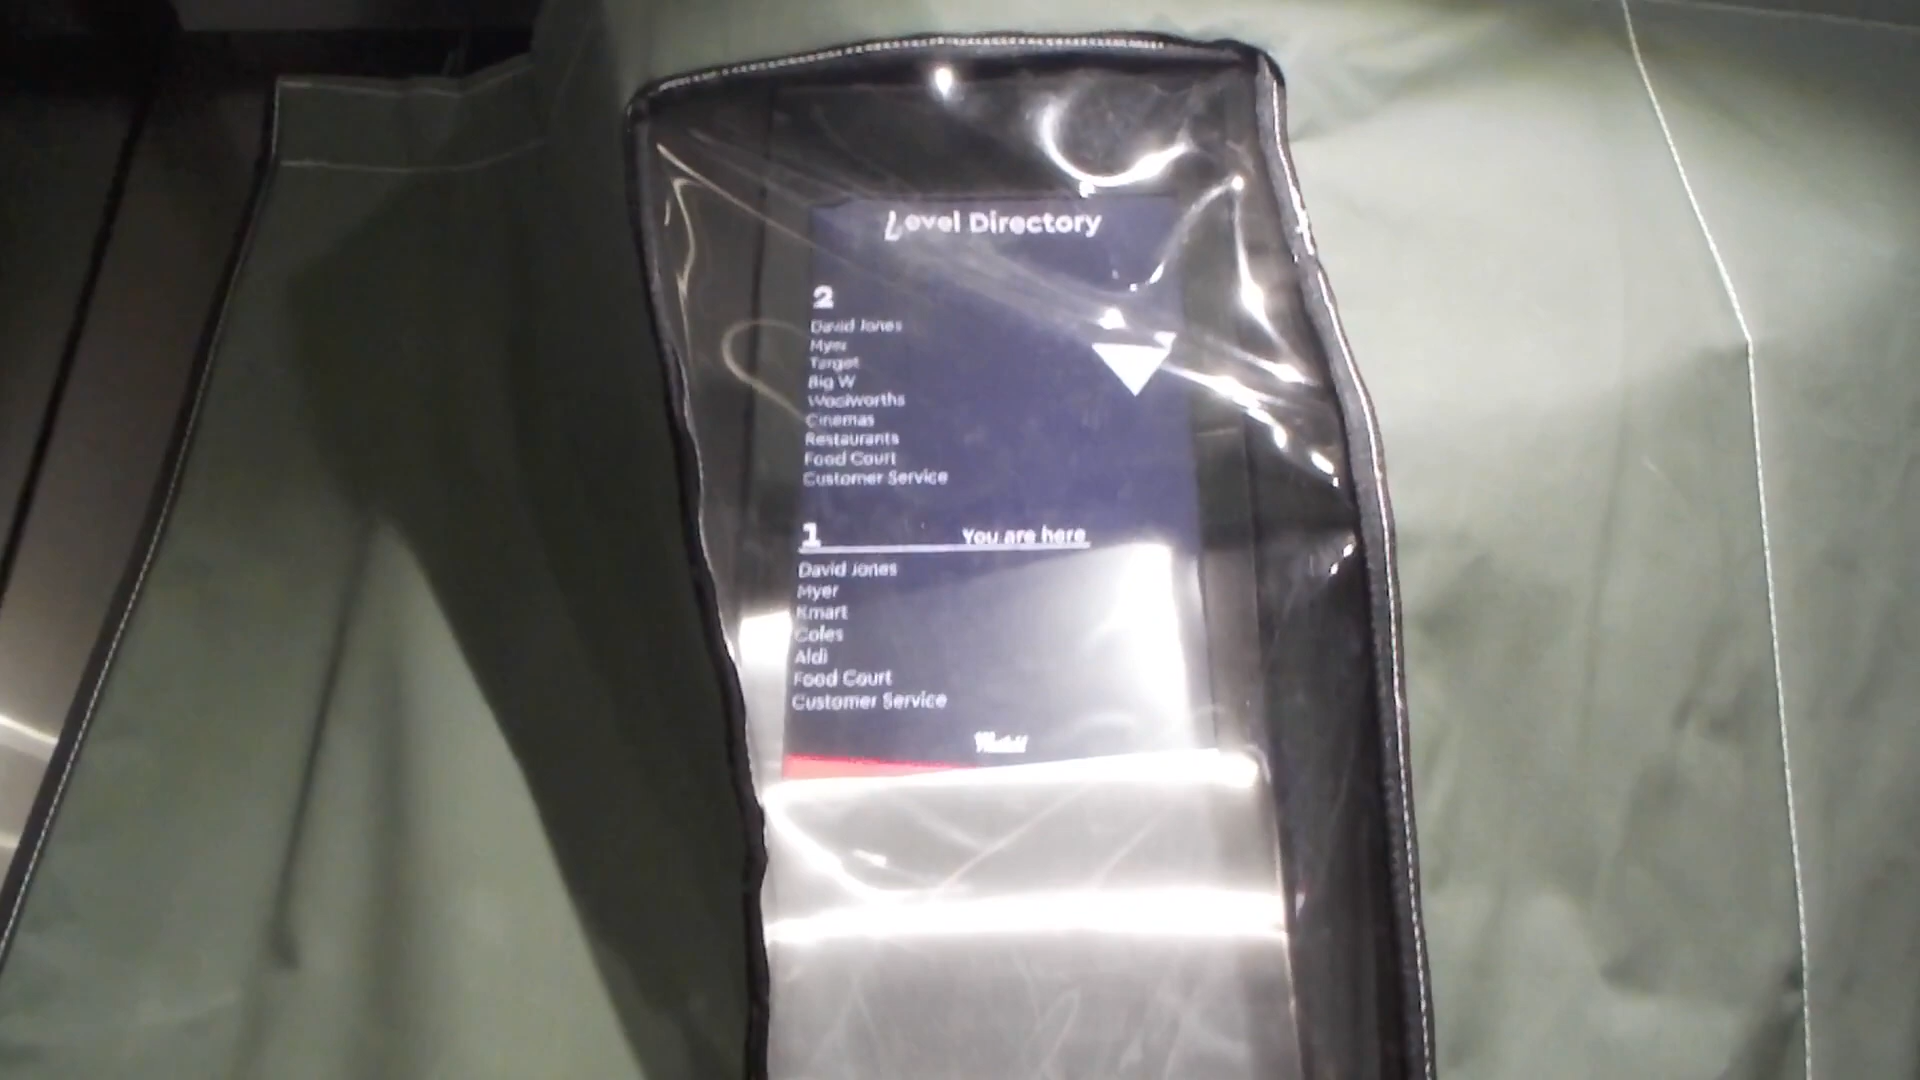 Level Directory
2
David Jones
Myer
Target
Big W
Woolworths
Cinemas
Restaurants
Food Court
Customer Service
1 You are here
David Jones
Myer
Kmart
Coles
Aldi
Food Court
Customer Service